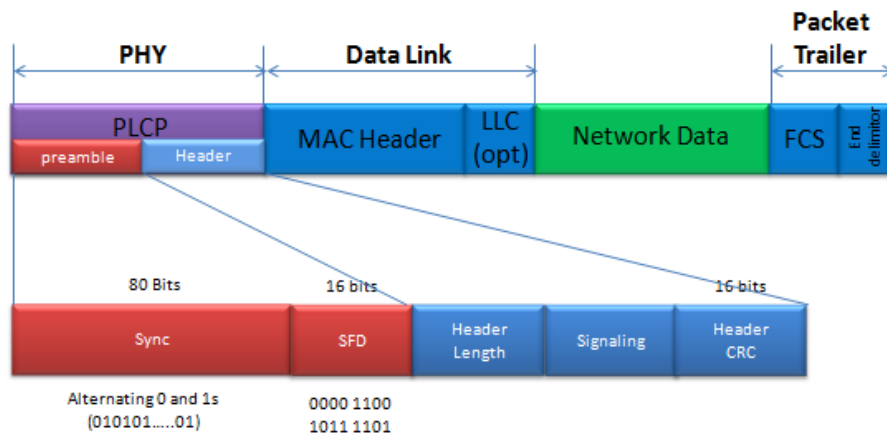 Packet
PHY Data Link Trailer
PLCP
preamble Header
MAC Header
LLC
(opt)
Network Data
FCS
End
delimitor
80 Bits 16 bits 16 bits
Sync
SFD
Header
Length
Signaling
Header
CRC
Alternating 0 and 1s
(010101.....01)
0000 1100
1011 1101